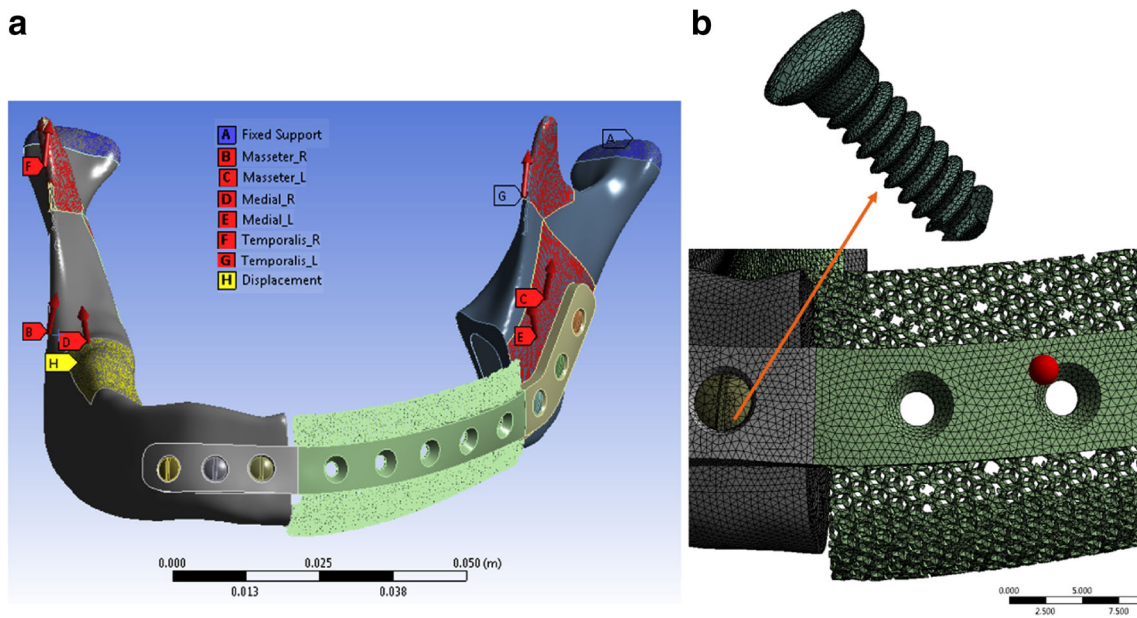 a
b
A Fixed Support
B Masseter_R
C Masseter_L
D Medial_R
E Medial_L
F Temporalis_R
G Temporalis_L
H Displacement
F
A
G
B
D
H
C
E
0.000 0.025 0.050 (m)
0.013 0.038
0.000 5.000
2.500 7.500